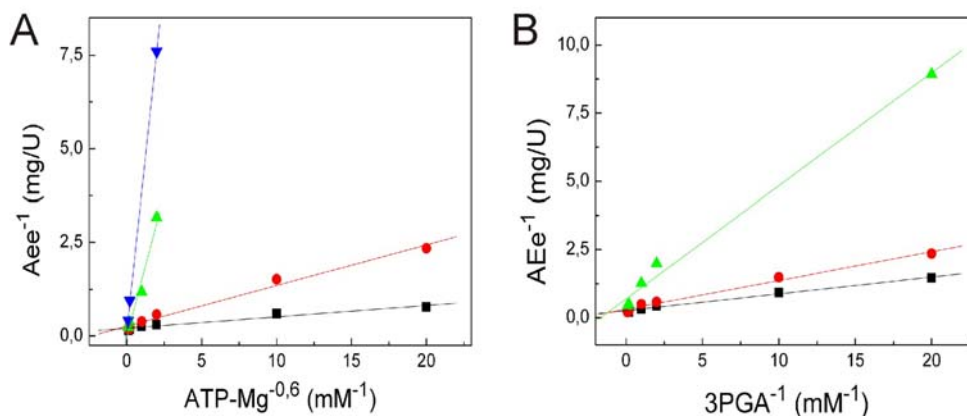 A
7,5
5,0
2,5
0,0
Aee⁻¹ (mg/U)
0 5 10 15 20
ATP-Mg⁻⁰,⁶ (mM⁻¹)
B
10,0
7,5
5,0
2,5
0,0
AEe⁻¹ (mg/U)
0 5 10 15 20
3PGA⁻¹ (mM⁻¹)